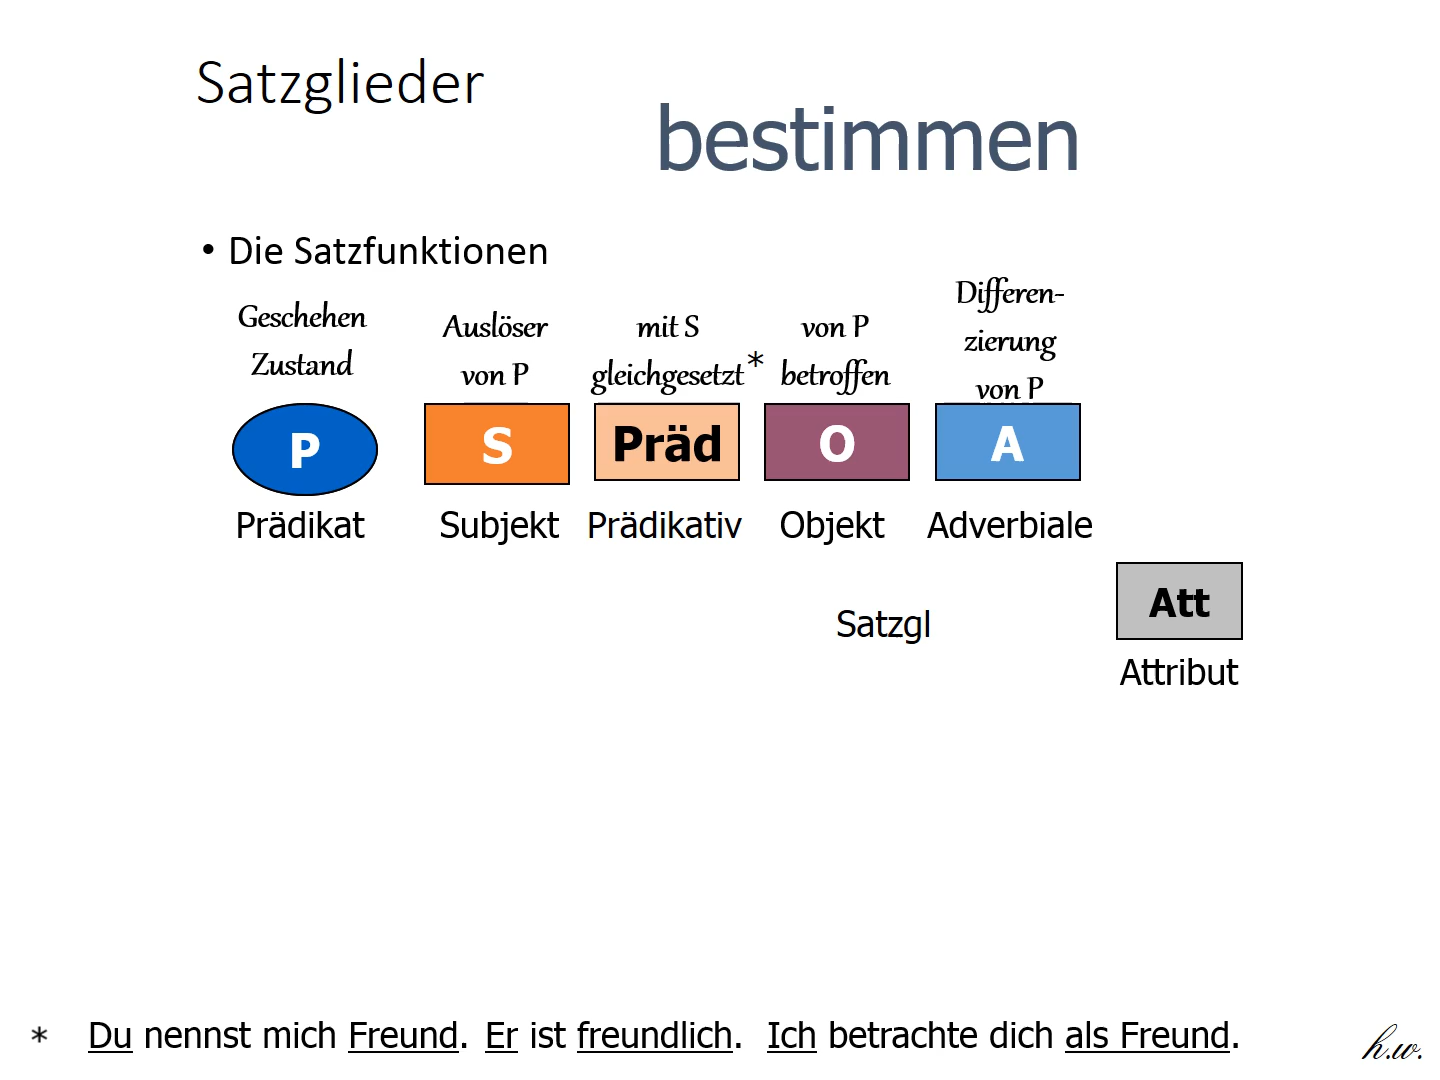 Satzglieder
bestimmen
• Die Satzfunktionen
Geschehen
Zustand
Auslöser
von P
mit S
gleichgesetzt*
von P
betroffen
Differen-
zierung
von P
P
S
Präd
O
A
Prädikat
Subjekt
Prädikativ
Objekt
Adverbiale
Att
Attribut
Satzgl
* Du nennst mich Freund. Er ist freundlich. Ich betrachte dich als Freund.
h.w.